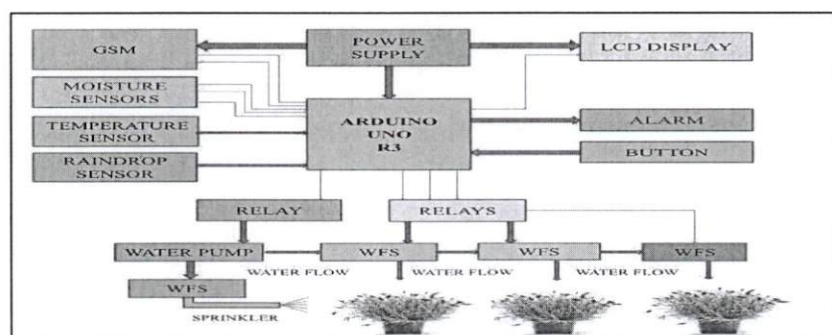 GSM
POWER
SUPPLY
LCD DISPLAY
MOISTURE
SENSORS
ARDUINO
UNO
R3
TEMPERATURE
SENSOR
ALARM
RAINDROP
SENSOR
BUTTON
RELAY
RELAYS
WATER PUMP
WFS
WFS
WFS
WATER FLOW
WATER FLOW
WATER FLOW
WFS
SPRINKLER